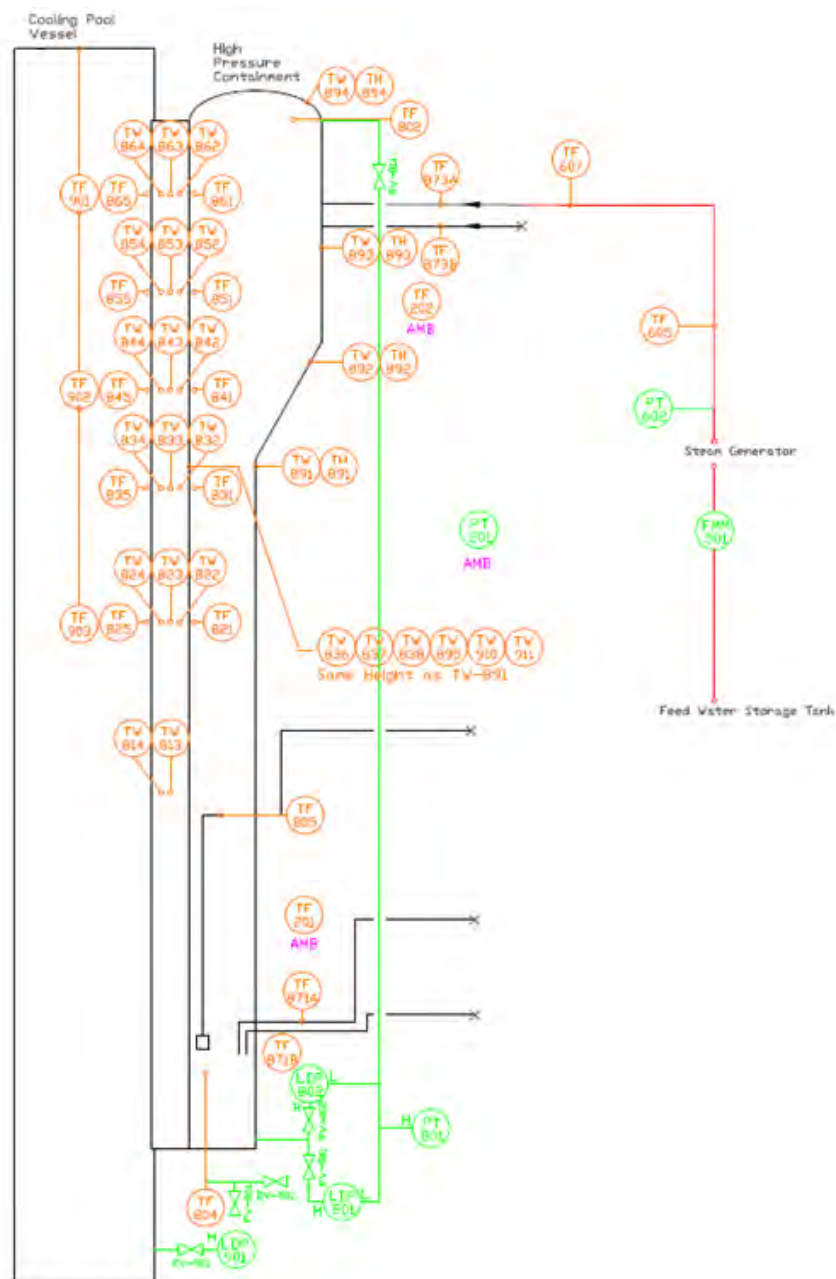 Cooling Pool
Vessel
High
Pressure
Containment
TW
894
TH
894
TF
802
TW
864
TW
863
TW
862
TF
901
TF
865
TF
861
TF
873A
TF
607
TW
854
TW
853
TW
852
TF
855
TF
851
TW
893
TH
893
TF
873B
TF
202
AMB
TF
605
TW
844
TW
843
TW
842
TF
902
TF
845
TF
841
TW
892
TH
892
PT
602
TW
834
TW
833
TW
832
TF
835
TF
831
TW
891
TH
891
Steam Generator
PT
201
AMB
FMM
501
TW
824
TW
823
TW
822
TF
903
TF
825
TF
821
TW
836
TW
837
TW
838
TW
895
TW
910
TW
911
Same Height as TW-891
Feed Water Storage Tank
TW
814
TW
813
TF
805
TF
201
AMB
TF
871A
TF
871B
LDP
802
L
H
H
PT
801
TF
804
H
LDP
801
L
H
LDP
901